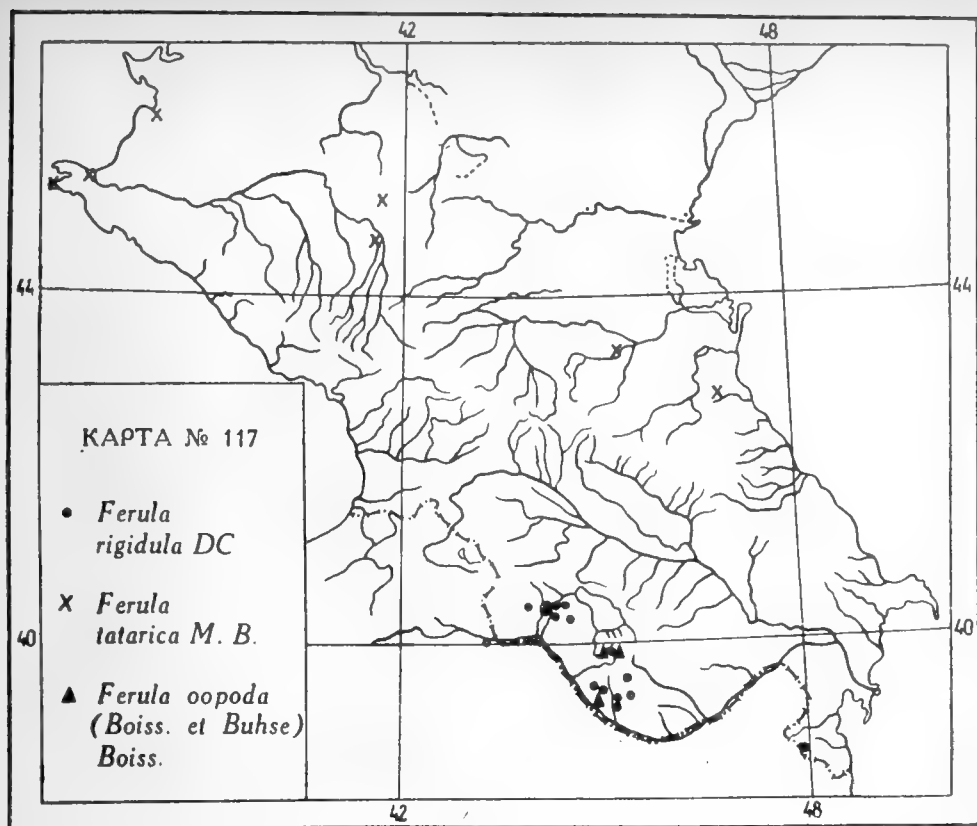 42
48
44
44
КАРТА № 117
Ferula
rigidula DC
Ferula
tatarica M. B.
Ferula oopoda
(Boiss. et Buhse)
Boiss.
40
40
42
48